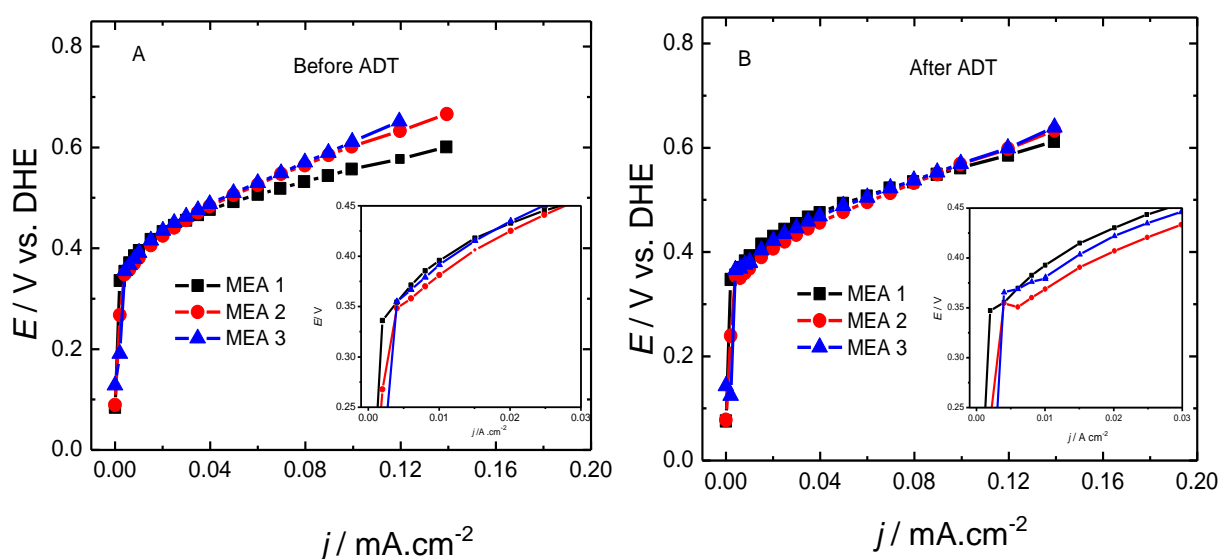 A
Before ADT
E / V vs. DHE
0.8
0.6
0.4
0.2
0.0
MEA 1
MEA 2
MEA 3
E/ V
0.45
0.40
0.35
0.30
0.25
0.00 0.01 0.02 0.03
j /A .cm-2
0.00 0.04 0.08 0.12 0.16 0.20
j / mA.cm-2
B
After ADT
E / V vs. DHE
0.8
0.6
0.4
0.2
0.0
MEA 1
MEA 2
MEA 3
E / V
0.45
0.40
0.35
0.30
0.25
0.00 0.01 0.02 0.03
j / A cm-2
0.00 0.04 0.08 0.12 0.16 0.20
j / mA.cm-2